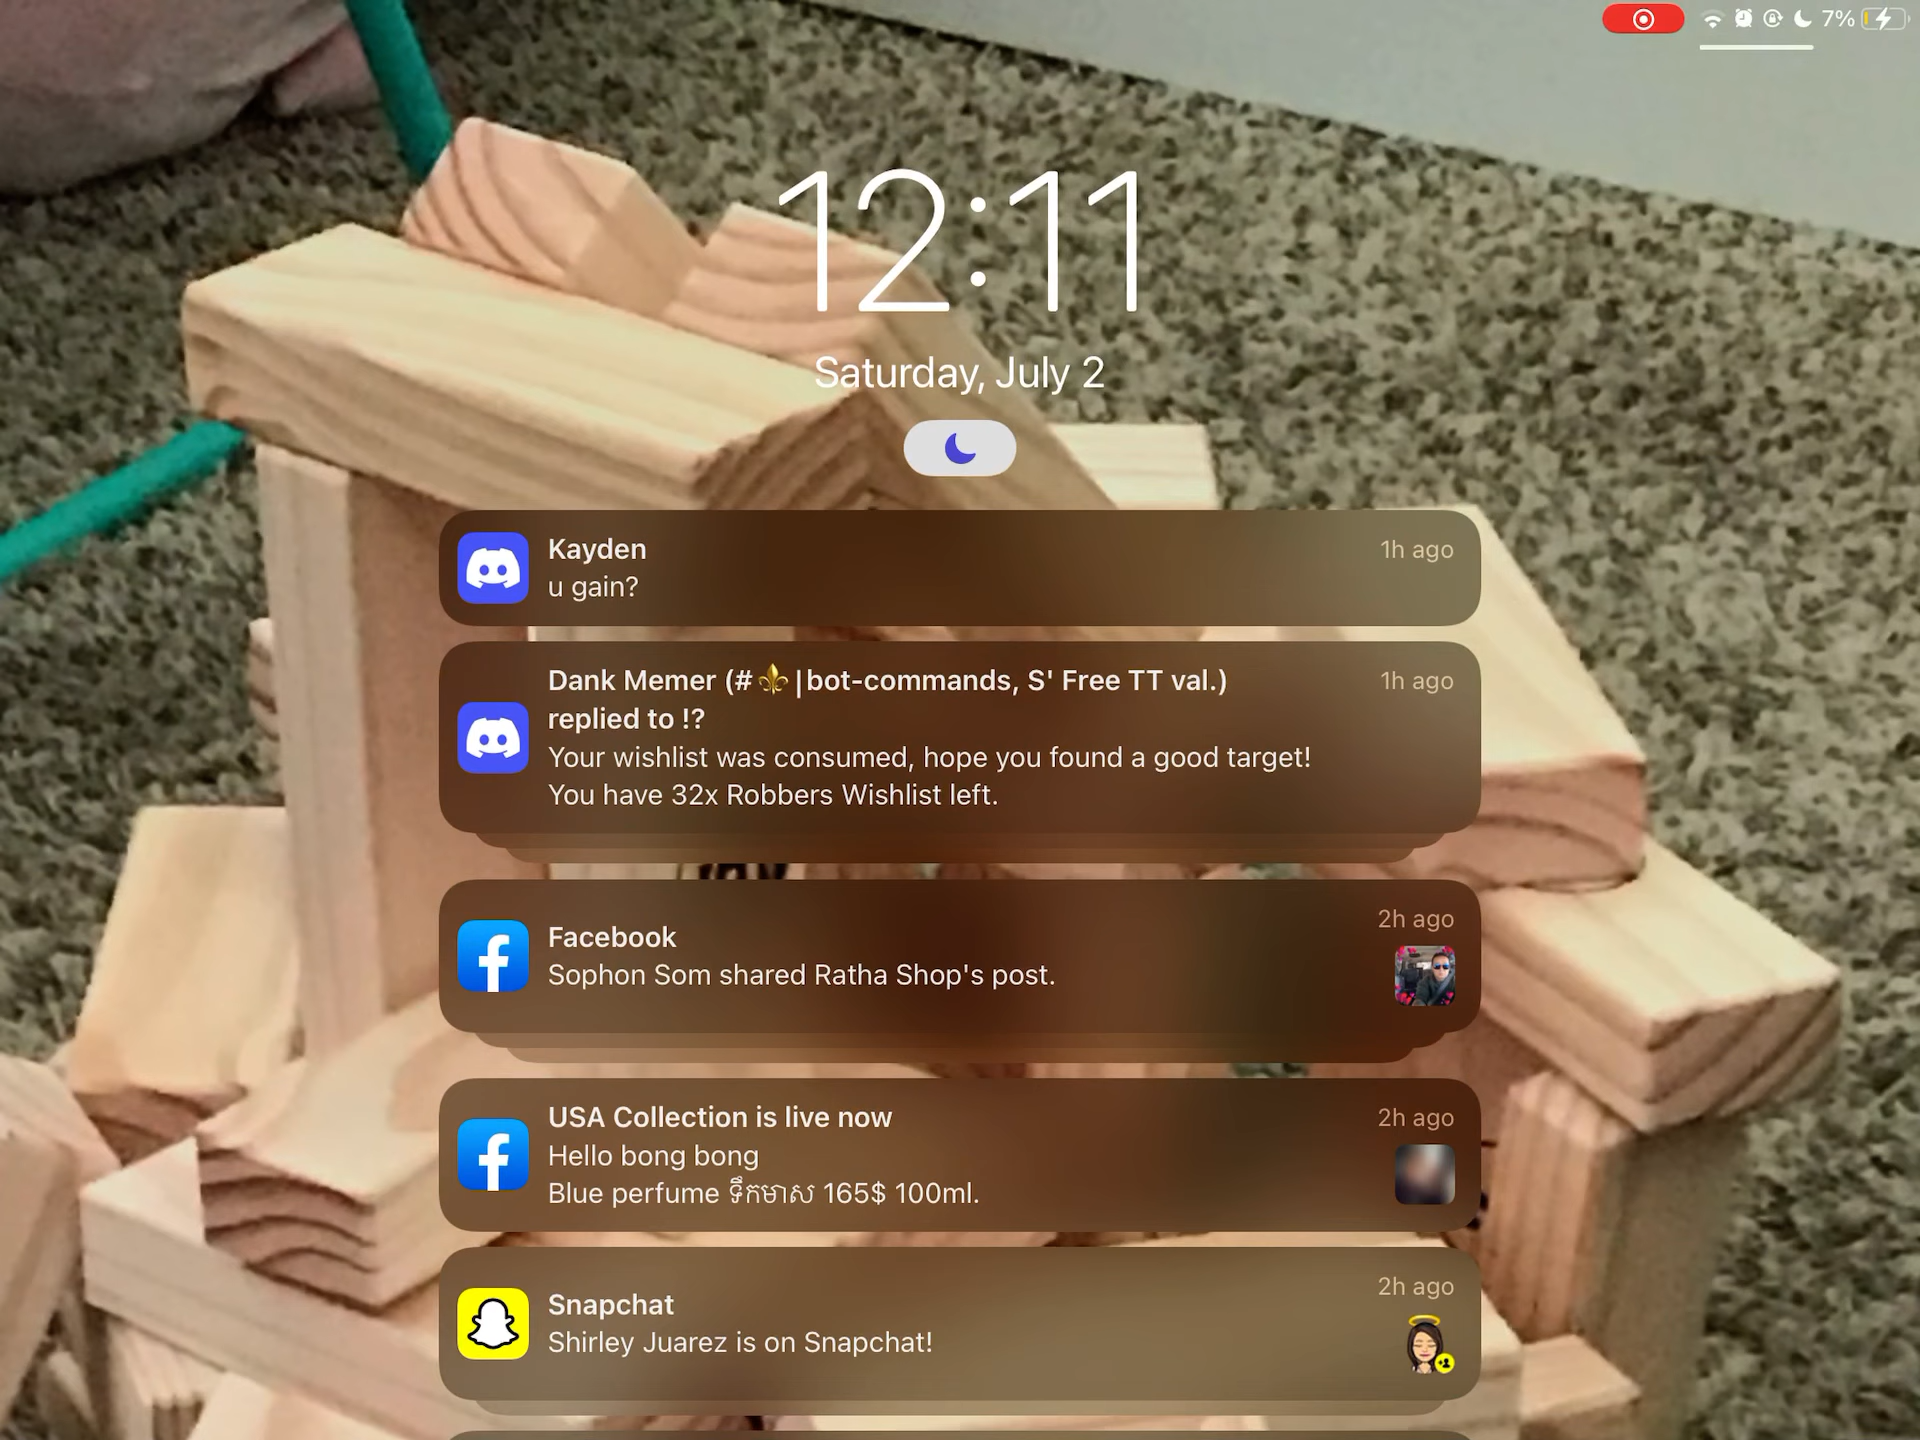 7%
12:11
Saturday, July 2
Kayden
1h ago
u gain?
Dank Memer (#⚜️|bot-commands, S' Free TT val.)
1h ago
replied to !?
Your wishlist was consumed, hope you found a good target!
You have 32x Robbers Wishlist left.
Facebook
2h ago
Sophon Som shared Ratha Shop's post.
USA Collection is live now
2h ago
Hello bong bong
Blue perfume ទឹកមាស 165$ 100ml.
Snapchat
2h ago
Shirley Juarez is on Snapchat!